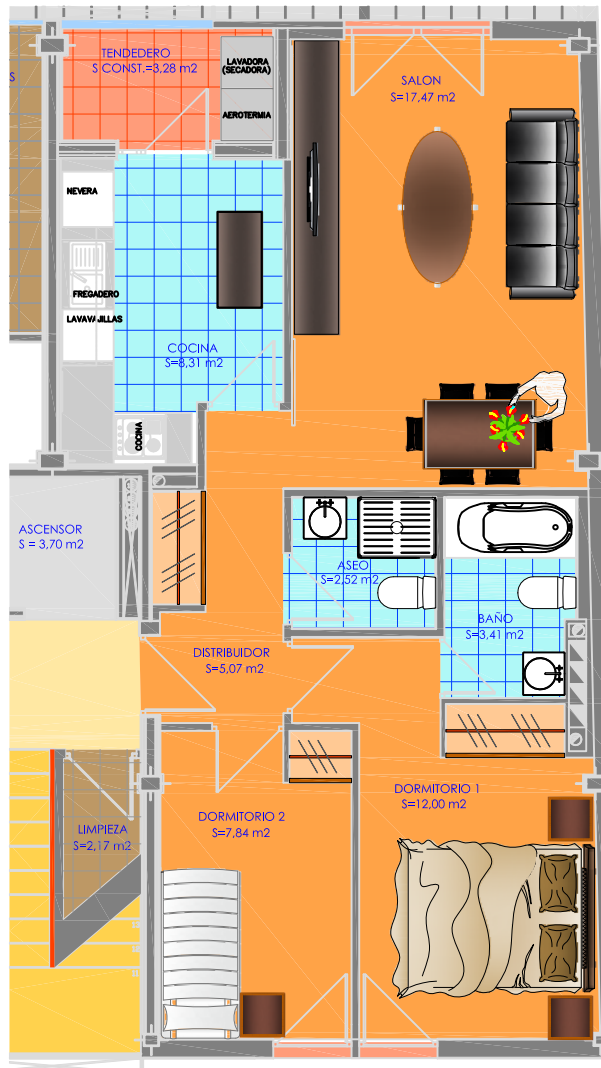 TENDEDERO
S CONST.=3,28 m2
LAVADORA
(SECADORA)
AEROTERMIA
SALON
S=17,47 m2
S
NEVERA
FREGADERO
LAVAVAJILLAS
COCINA
S=8,31 m2
COCINA
ASCENSOR
S = 3,70 m2
ASEO
S=2,52 m2
BAÑO
S=3,41 m2
DISTRIBUIDOR
S=5,07 m2
DORMITORIO 1
S=12,00 m2
DORMITORIO 2
S=7,84 m2
LIMPIEZA
S=2,17 m2